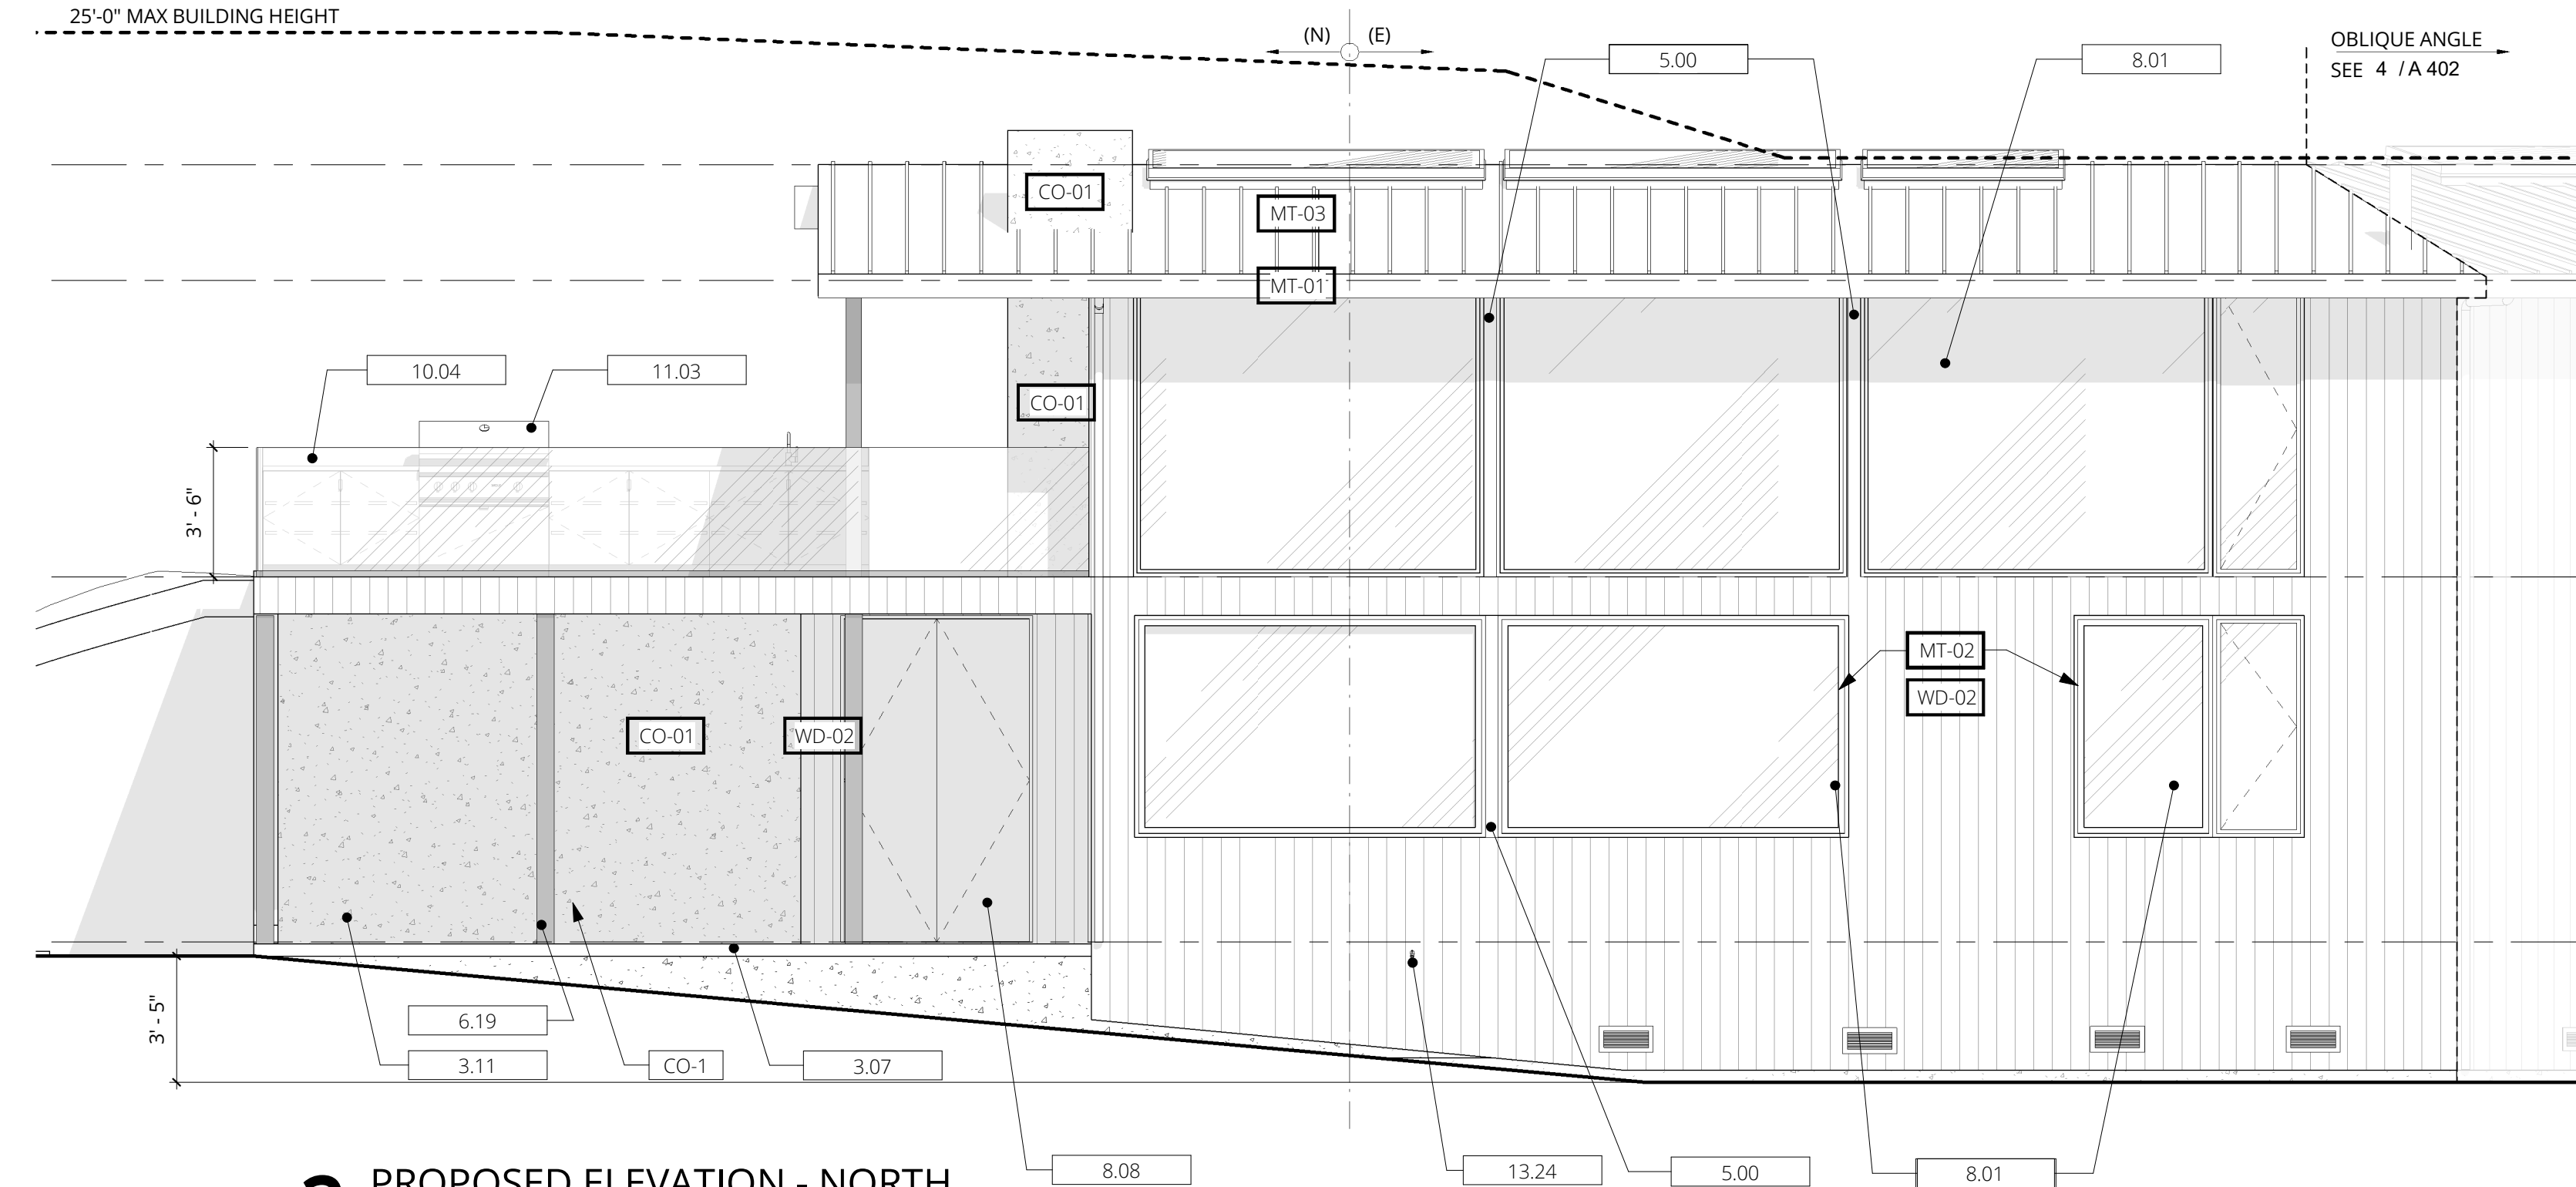 25'-0" MAX BUILDING HEIGHT
(N) (E)
OBLIQUE ANGLE
SEE 4 / A 402
5.00
8.01
CO-01
MT-03
MT-01
10.04
11.03
CO-01
3' - 6"
MT-02
WD-02
CO-01
WD-02
3' - 5"
6.19
3.11
CO-1
3.07
8.08
13.24
5.00
8.01
PROPOSED ELEVATION - NORTH